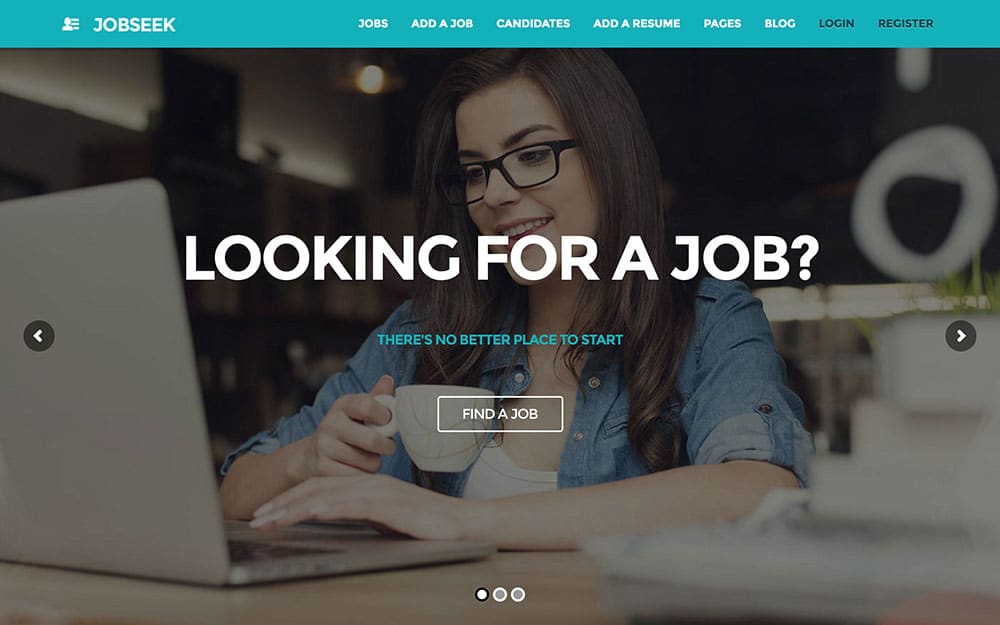 JOBSEEK JOBS ADD A JOB CANDIDATES ADD A RESUME PAGES BLOG LOGIN REGISTER
LOOKING FOR A JOB?
THERE'S NO BETTER PLACE TO START
FIND A JOB